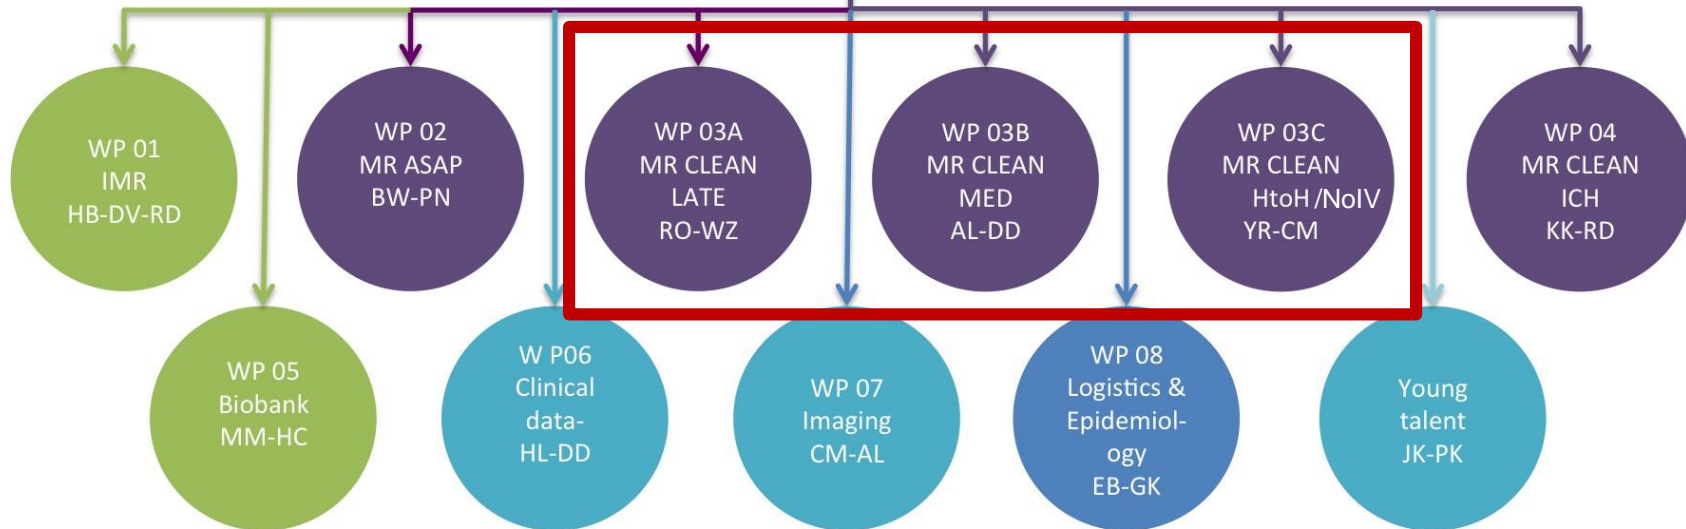 WP 01
IMR
HB-DV-RD
WP 02
MR ASAP
BW-PN
WP 03A
MR CLEAN
LATE
RO-WZ
WP 03B
MR CLEAN
MED
AL-DD
WP 03C
MR CLEAN
HtoH /NoIV
YR-CM
WP 04
MR CLEAN
ICH
KK-RD
WP 05
Biobank
MM-HC
W P06
Clinical
data-
HL-DD
WP 07
Imaging
CM-AL
WP 08
Logistics &
Epidemiol-
ogy
EB-GK
Young
talent
JK-PK